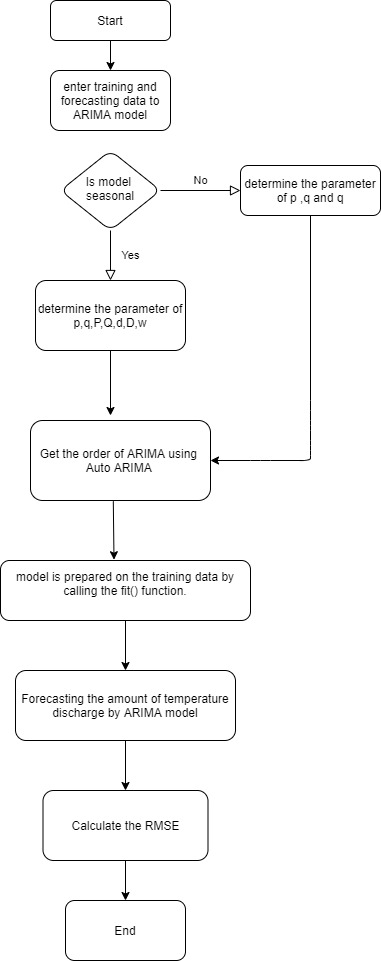 Start
enter training and
forecasting data to
ARIMA model
Is model
seasonal
No
determine the parameter
of p ,q and q
Yes
determine the parameter of
p,q,P,Q,d,D,w
Get the order of ARIMA using
Auto ARIMA
model is prepared on the training data by
calling the fit() function.
Forecasting the amount of temperature
discharge by ARIMA model
Calculate the RMSE
End